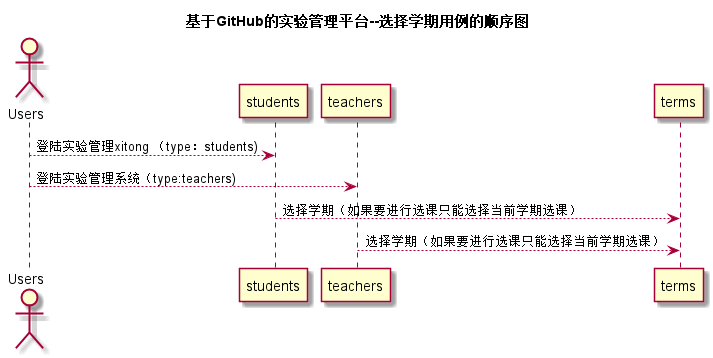 基于GitHub的实验管理平台--选择学期用例的顺序图
Users
students
teachers
terms
登陆实验管理xitong （type：students)
登陆实验管理系统（type:teachers)
选择学期（如果要进行选课只能选择当前学期选课）
选择学期（如果要进行选课只能选择当前学期选课）
Users
students
teachers
terms